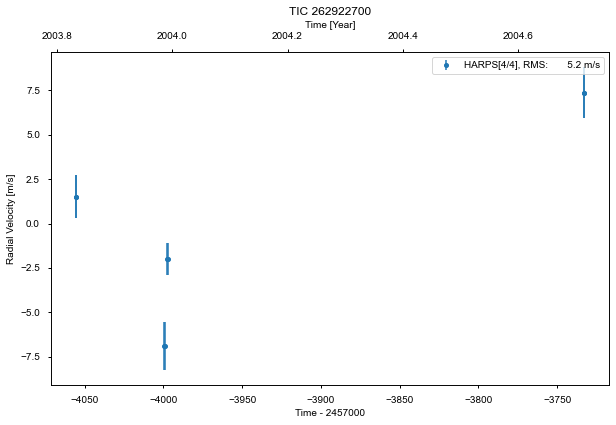 TIC 262922700
Time [Year]
2003.8 2004.0 2004.2 2004.4 2004.6
HARPS[4/4], RMS: 5.2 m/s
7.5
5.0
2.5
0.0
−2.5
−5.0
−7.5
Radial Velocity [m/s]
−4050 −4000 −3950 −3900 −3850 −3800 −3750
Time - 2457000